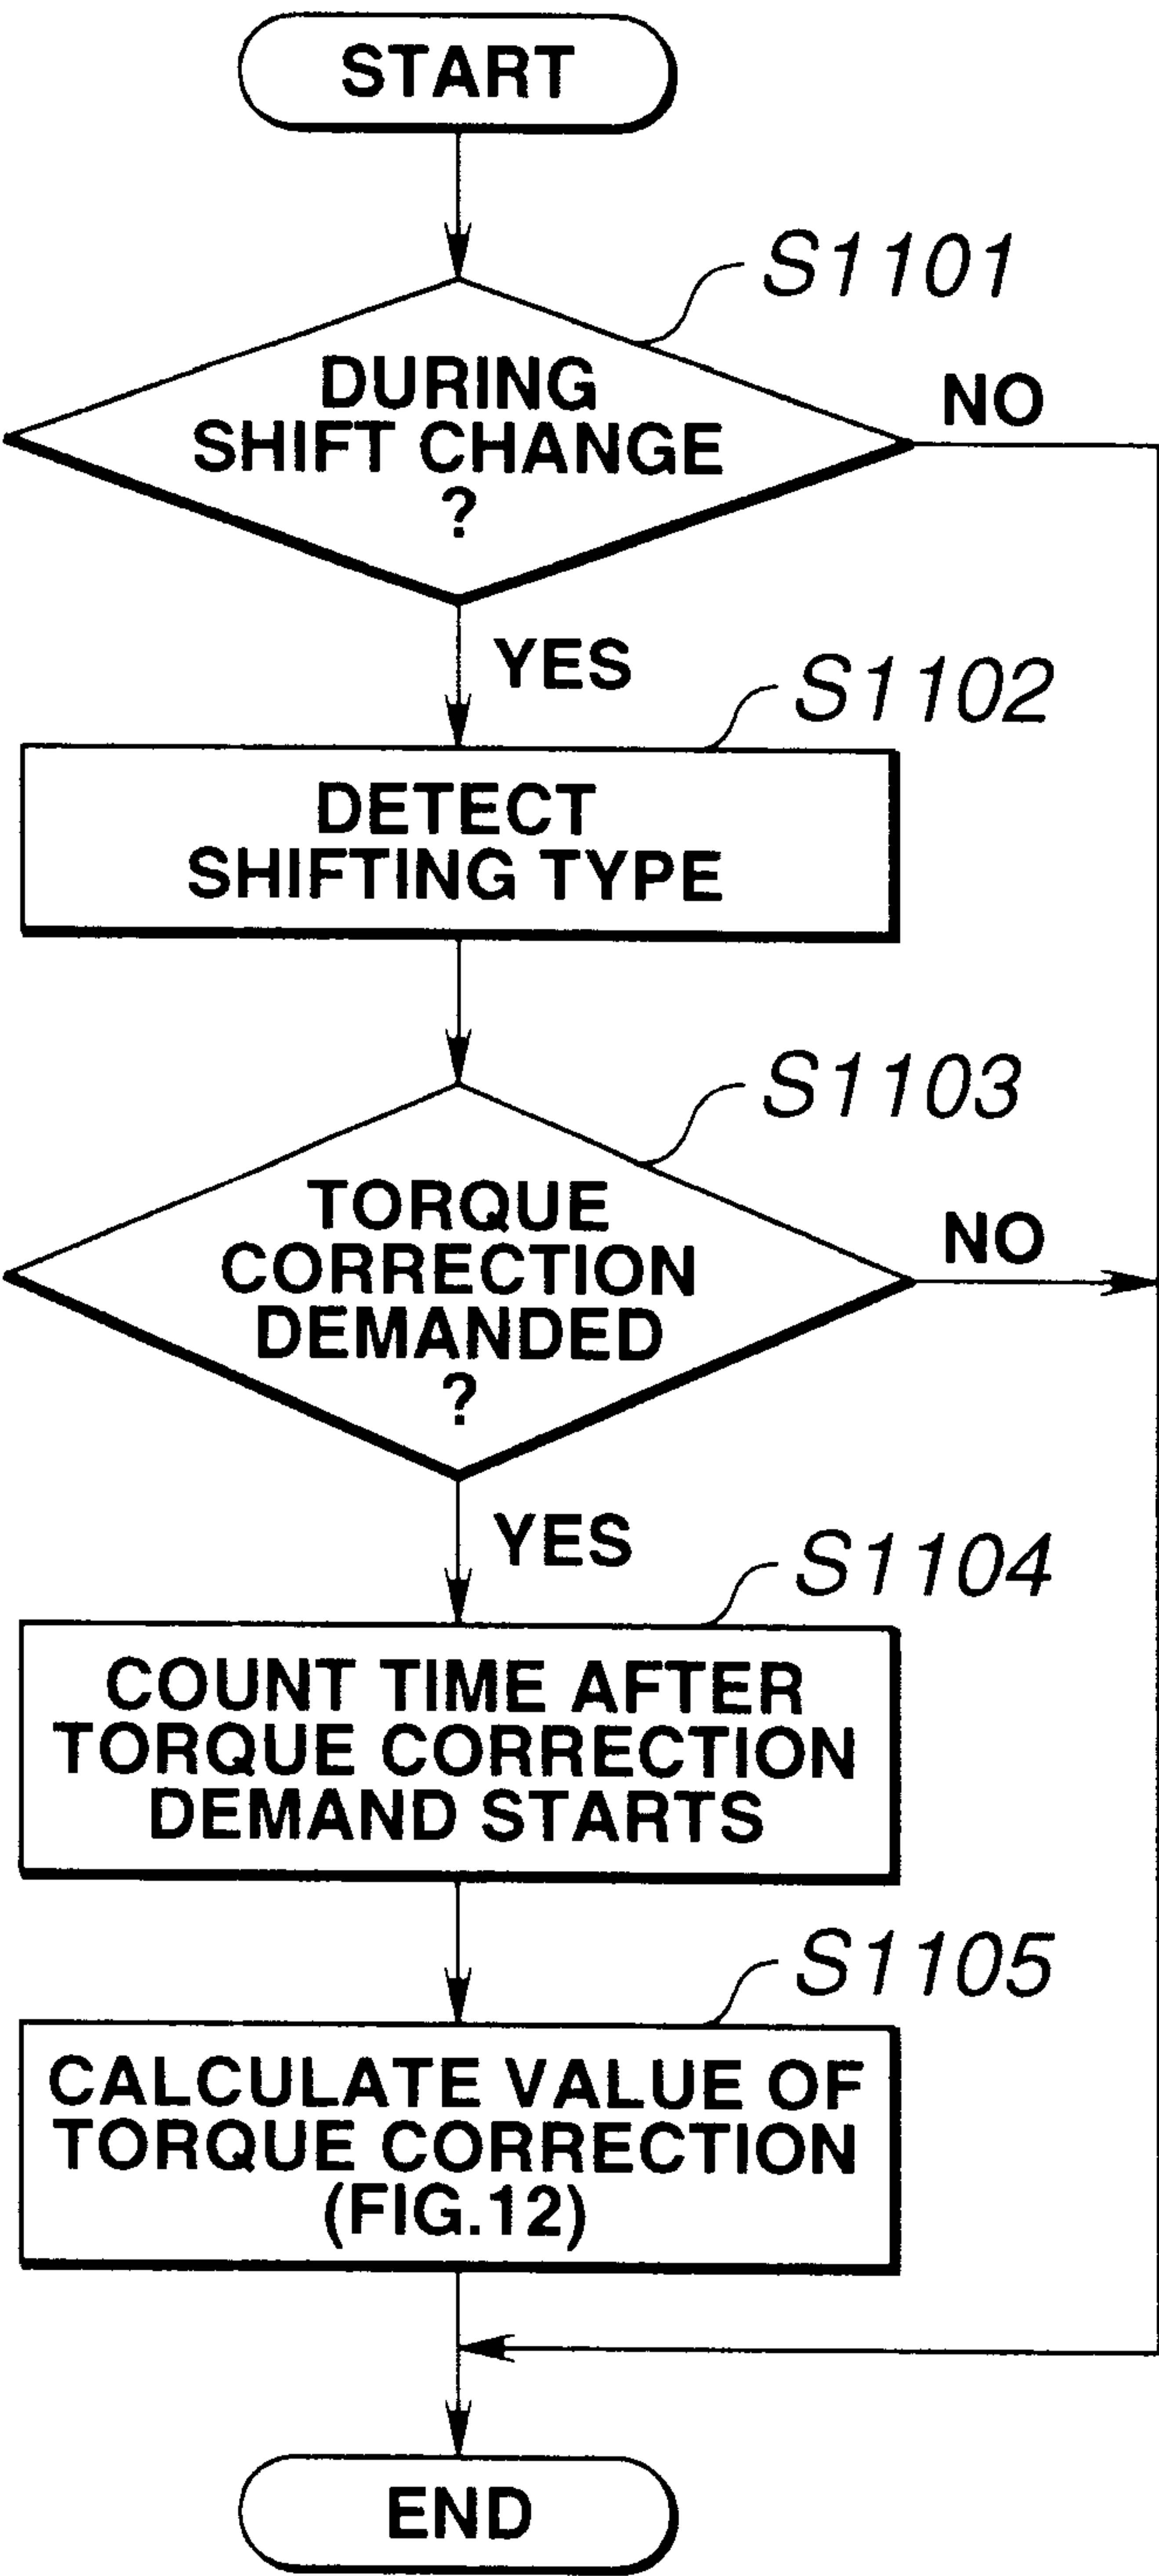 START
S1101
DURING
SHIFT CHANGE
?
NO
YES
S1102
DETECT
SHIFTING TYPE
S1103
TORQUE
CORRECTION
DEMANDED
?
NO
YES
S1104
COUNT TIME AFTER
TORQUE CORRECTION
DEMAND STARTS
S1105
CALCULATE VALUE OF
TORQUE CORRECTION
(FIG.12)
END